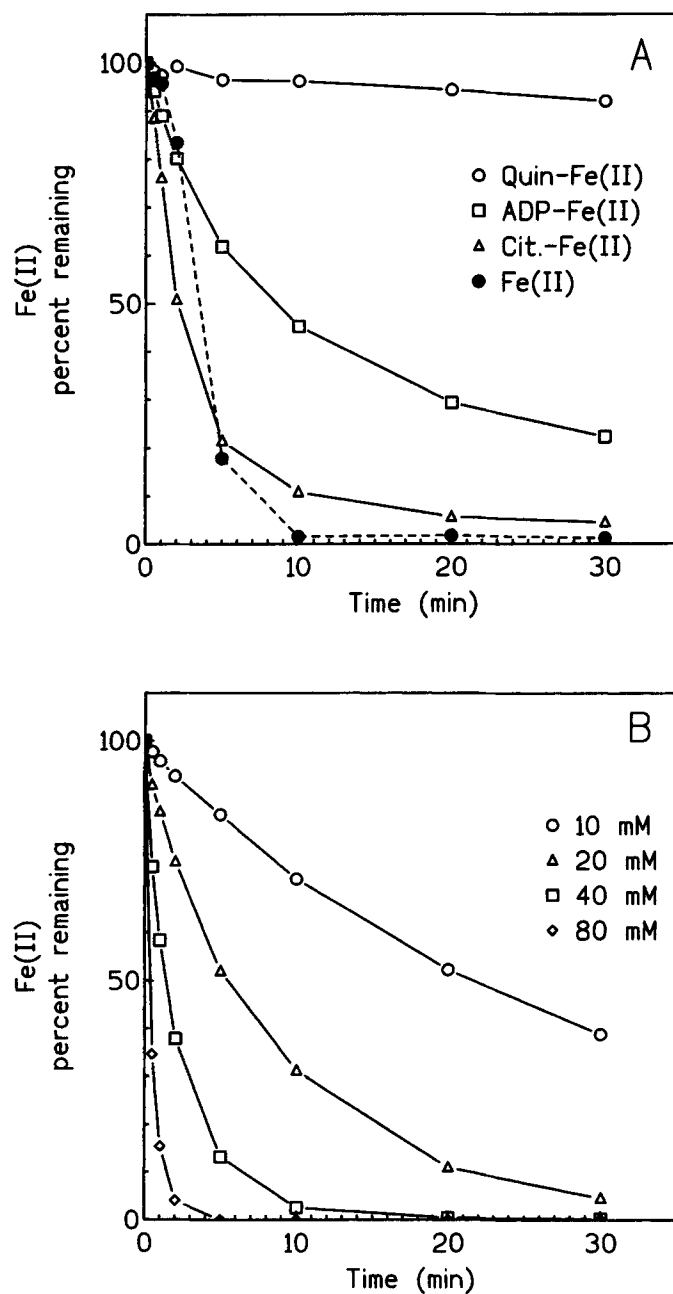 A
100
50
0
Fe(II)
percent remaining
Quin-Fe(II)
ADP-Fe(II)
Cit.-Fe(II)
Fe(II)
0 10 20 30
Time (min)
B
100
50
0
Fe(II)
percent remaining
10 mM
20 mM
40 mM
80 mM
0 10 20 30
Time (min)